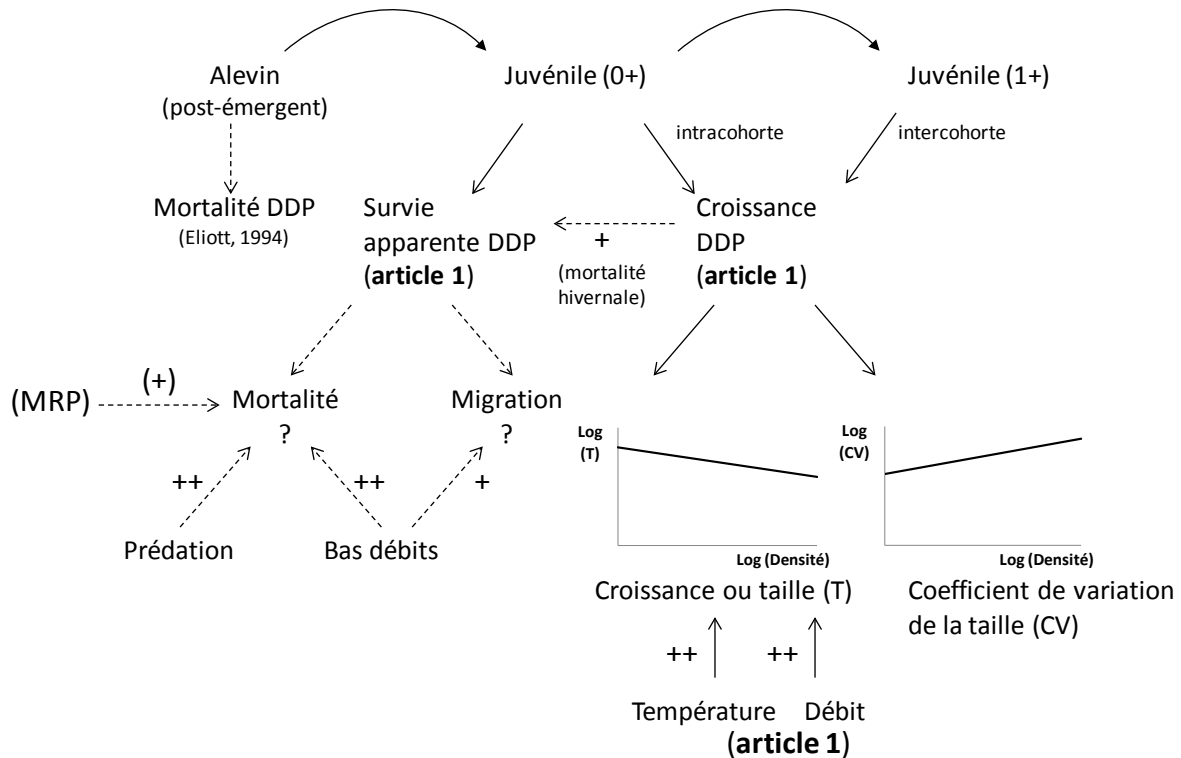 Alevin
(post-émergent)
Juvénile (0+)
Juvénile (1+)
intracohorte
intercohorte
Mortalité DDP
(Eliott, 1994)
Survie
apparente DDP
(article 1)
+
(mortalité
hivernale)
Croissance
DDP
(article 1)
(MRP)
(+)
Mortalité
?
Migration
?
++
++
+
Prédation
Bas débits
Log
(T)
Log (Densité)
Log
(CV)
Log (Densité)
Croissance ou taille (T)
Coefficient de variation
de la taille (CV)
++
++
Température
Débit
(article 1)